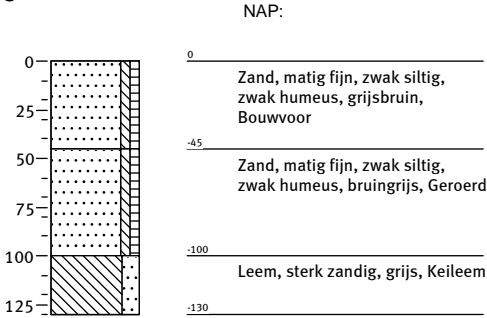 NAP:
0
0
Zand, matig fijn, zwak siltig,
zwak humeus, grijsbruin,
Bouwvoor
25
-45
50
Zand, matig fijn, zwak siltig,
zwak humeus, bruingrijs, Geroerd
75
100
-100
Leem, sterk zandig, grijs, Keileem
125
-130